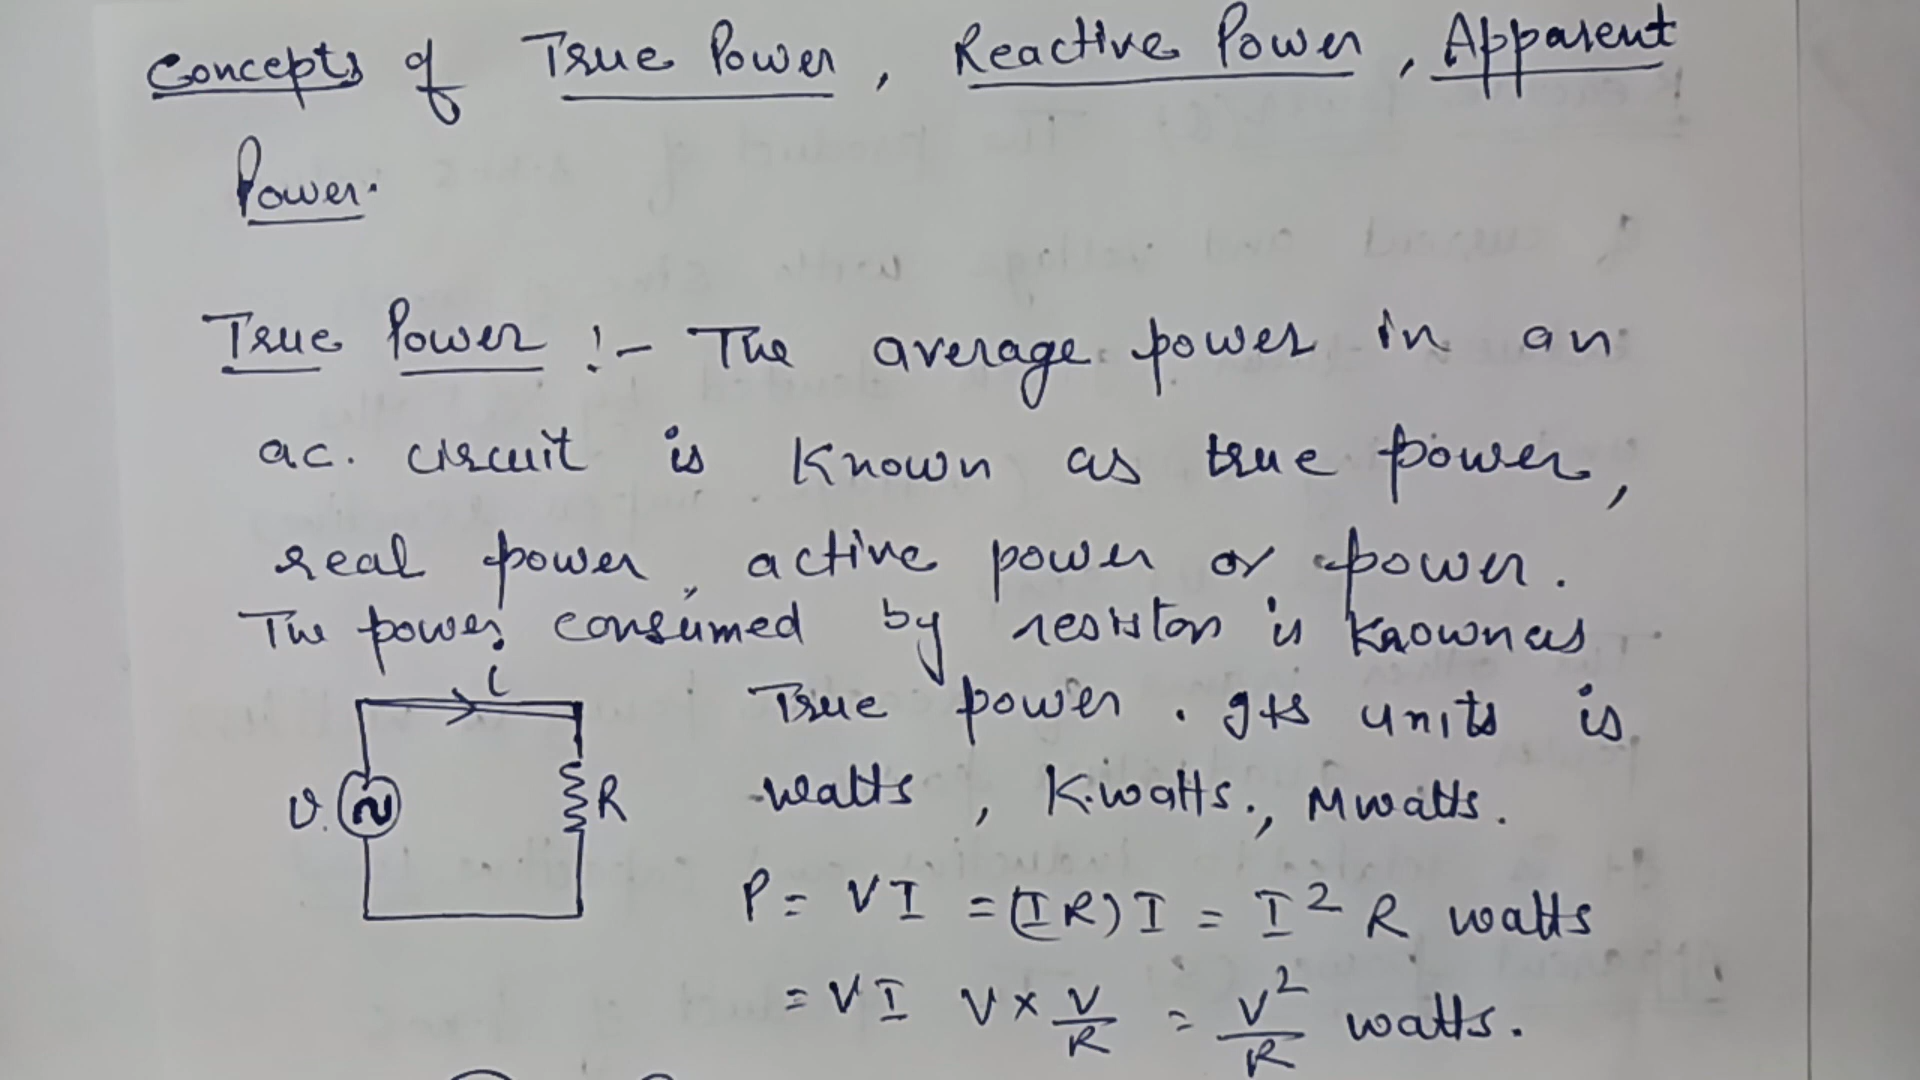 Concepts of True Power, Reactive Power, Apparent
Power.
True Power :- The average power in an
ac. circuit is known as true power,
real power, active power or power.
The power consumed by resistor is known as
i
True power. Its units is
v.
R
watts, K.watts., Mwatts.
P = VI = (IR) I = I² R watts
= VI V × V/R = V²/R watts.